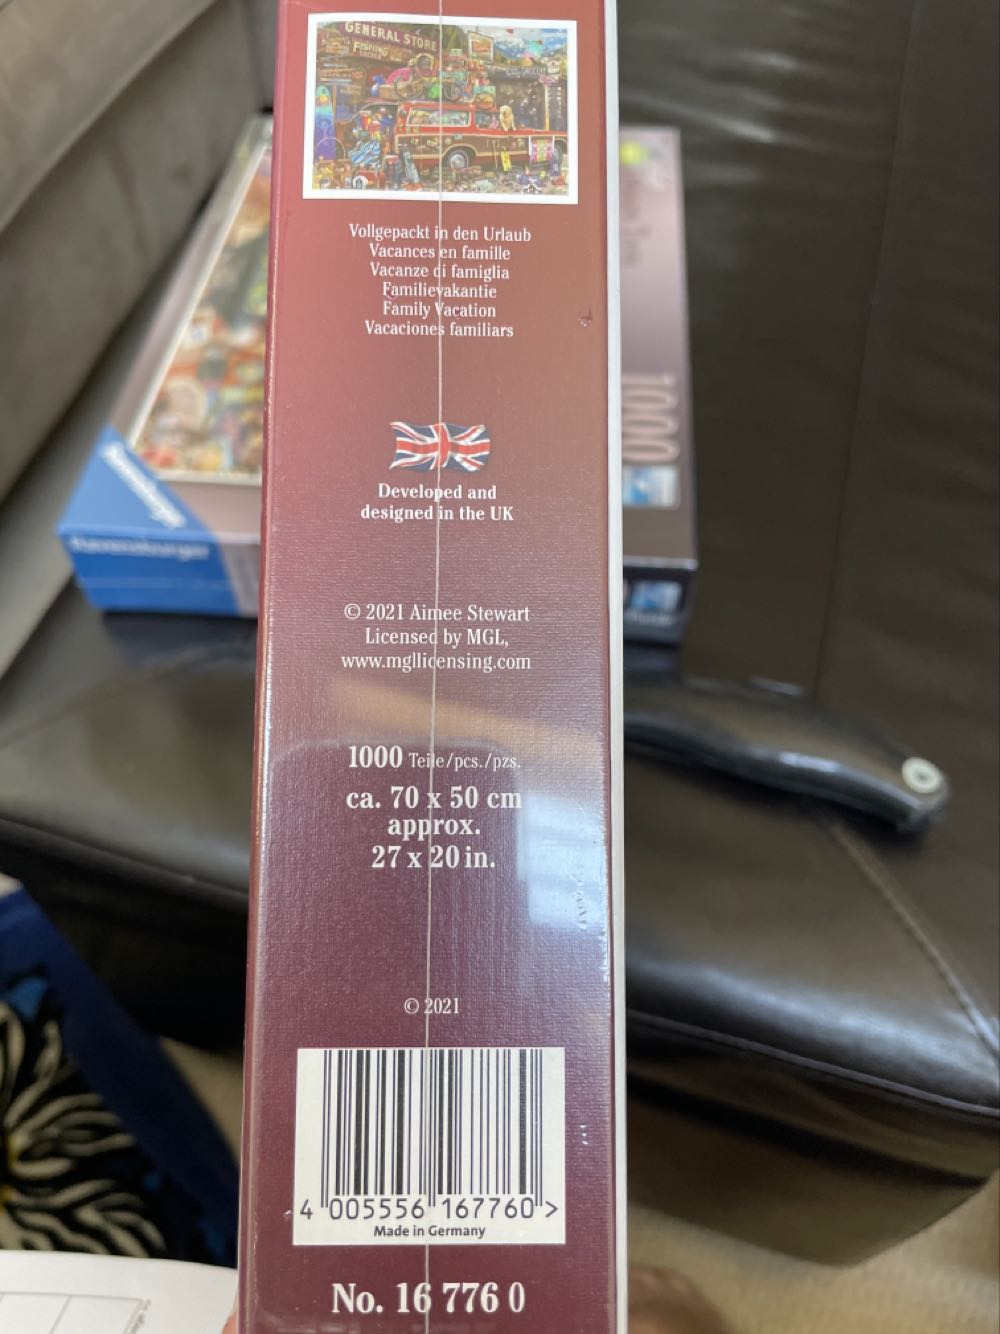 GENERAL STORE
FISHING
Vollgepackt in den Urlaub
Vacances en famille
Vacanze di famiglia
Familievakantie
Family Vacation
Vacaciones familiars
Developed and
designed in the UK
© 2021 Aimee Stewart
Licensed by MGL,
www.mgllicensing.com
1000 Teile/pcs./pzs.
ca. 70 x 50 cm
approx.
27 x 20 in.
© 2021
4 005556 167760 >
Made in Germany
No. 16 776 0
Ravensburger
Ravensburger
1000